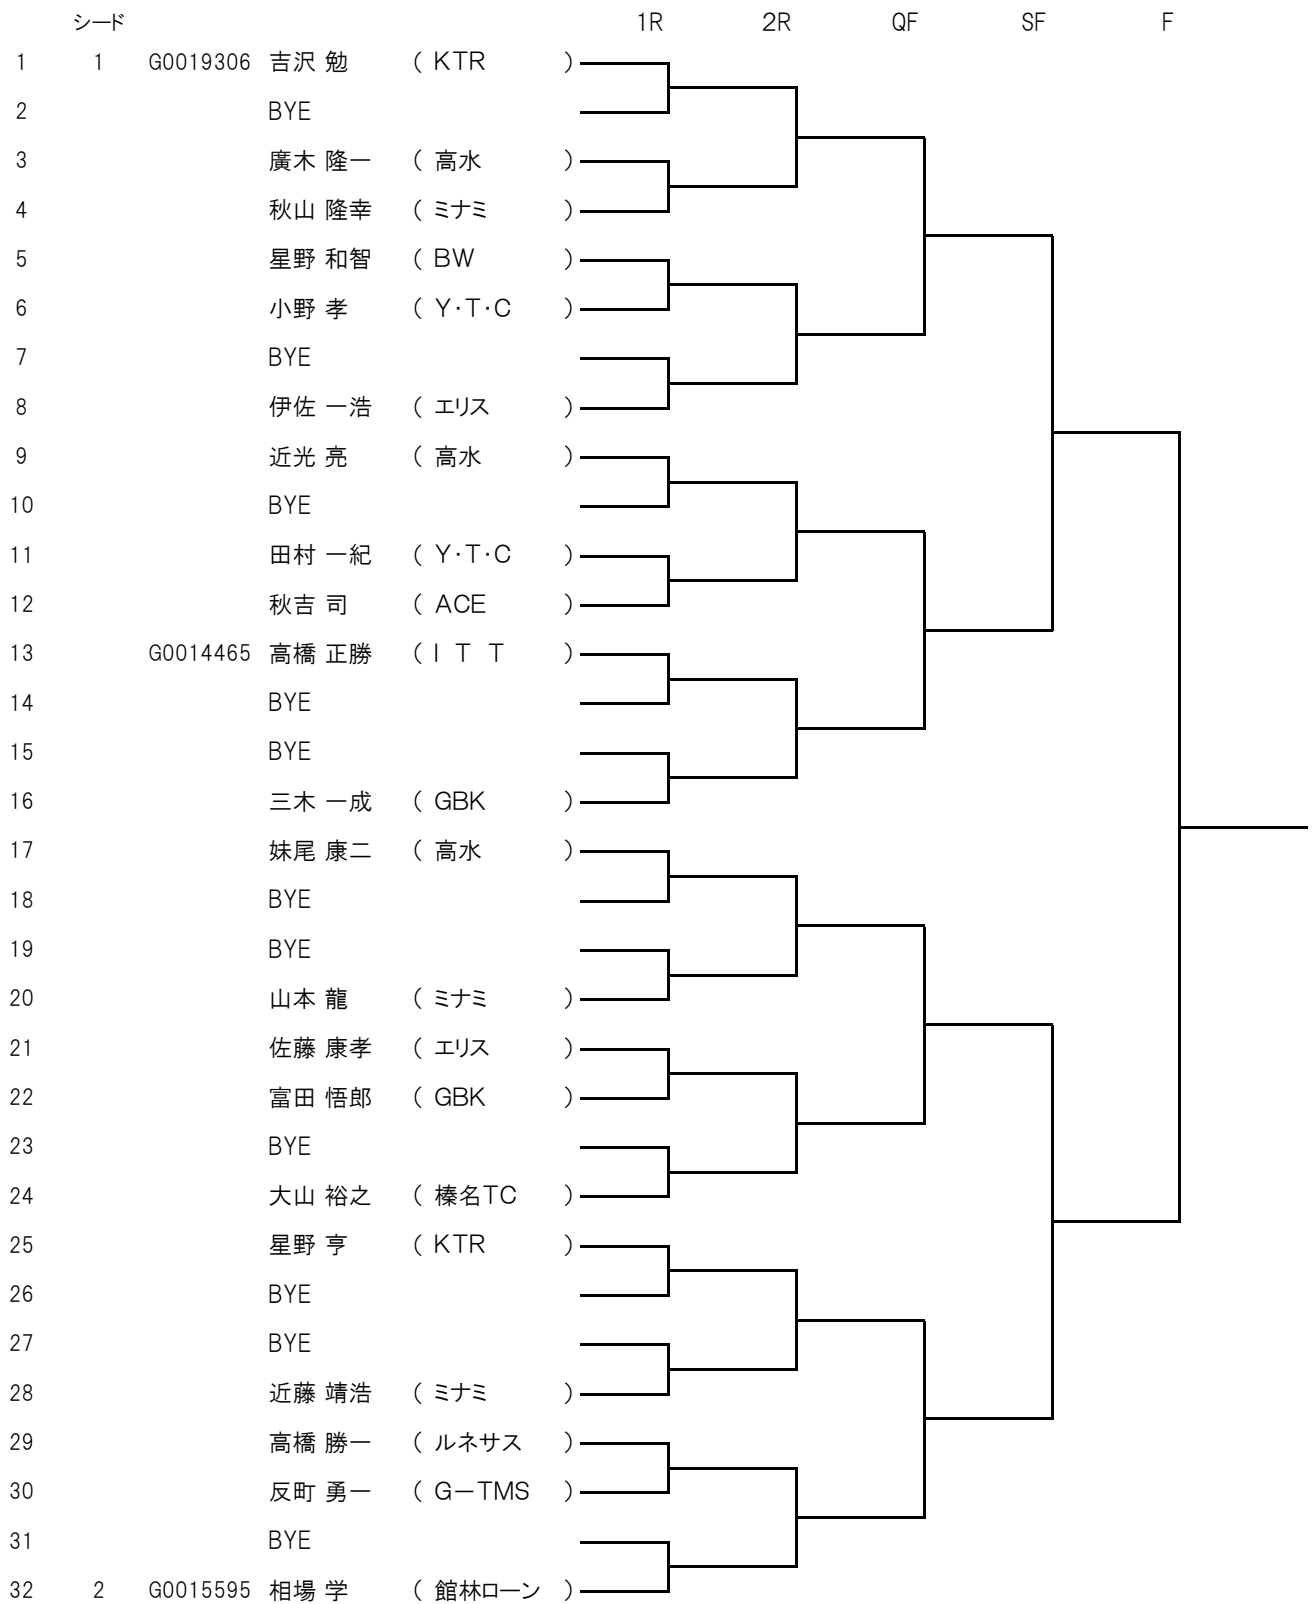 シード 1R 2R QF SF F
1 1 G0019306 吉沢 勉 ( KTR )
2 BYE
3 廣木 隆一 ( 高水 )
4 秋山 隆幸 ( ミナミ )
5 星野 和智 ( BW )
6 小野 孝 ( Y・T・C )
7 BYE
8 伊佐 一浩 ( エリス )
9 近光 亮 ( 高水 )
10 BYE
11 田村 一紀 ( Y・T・C )
12 秋吉 司 ( ACE )
13 G0014465 高橋 正勝 ( I T T )
14 BYE
15 BYE
16 三木 一成 ( GBK )
17 妹尾 康二 ( 高水 )
18 BYE
19 BYE
20 山本 龍 ( ミナミ )
21 佐藤 康孝 ( エリス )
22 富田 悟郎 ( GBK )
23 BYE
24 大山 裕之 ( 榛名TC )
25 星野 亨 ( KTR )
26 BYE
27 BYE
28 近藤 靖浩 ( ミナミ )
29 高橋 勝一 ( ルネサス )
30 反町 勇一 ( G－TMS )
31 BYE
32 2 G0015595 相場 学 ( 館林ローン )